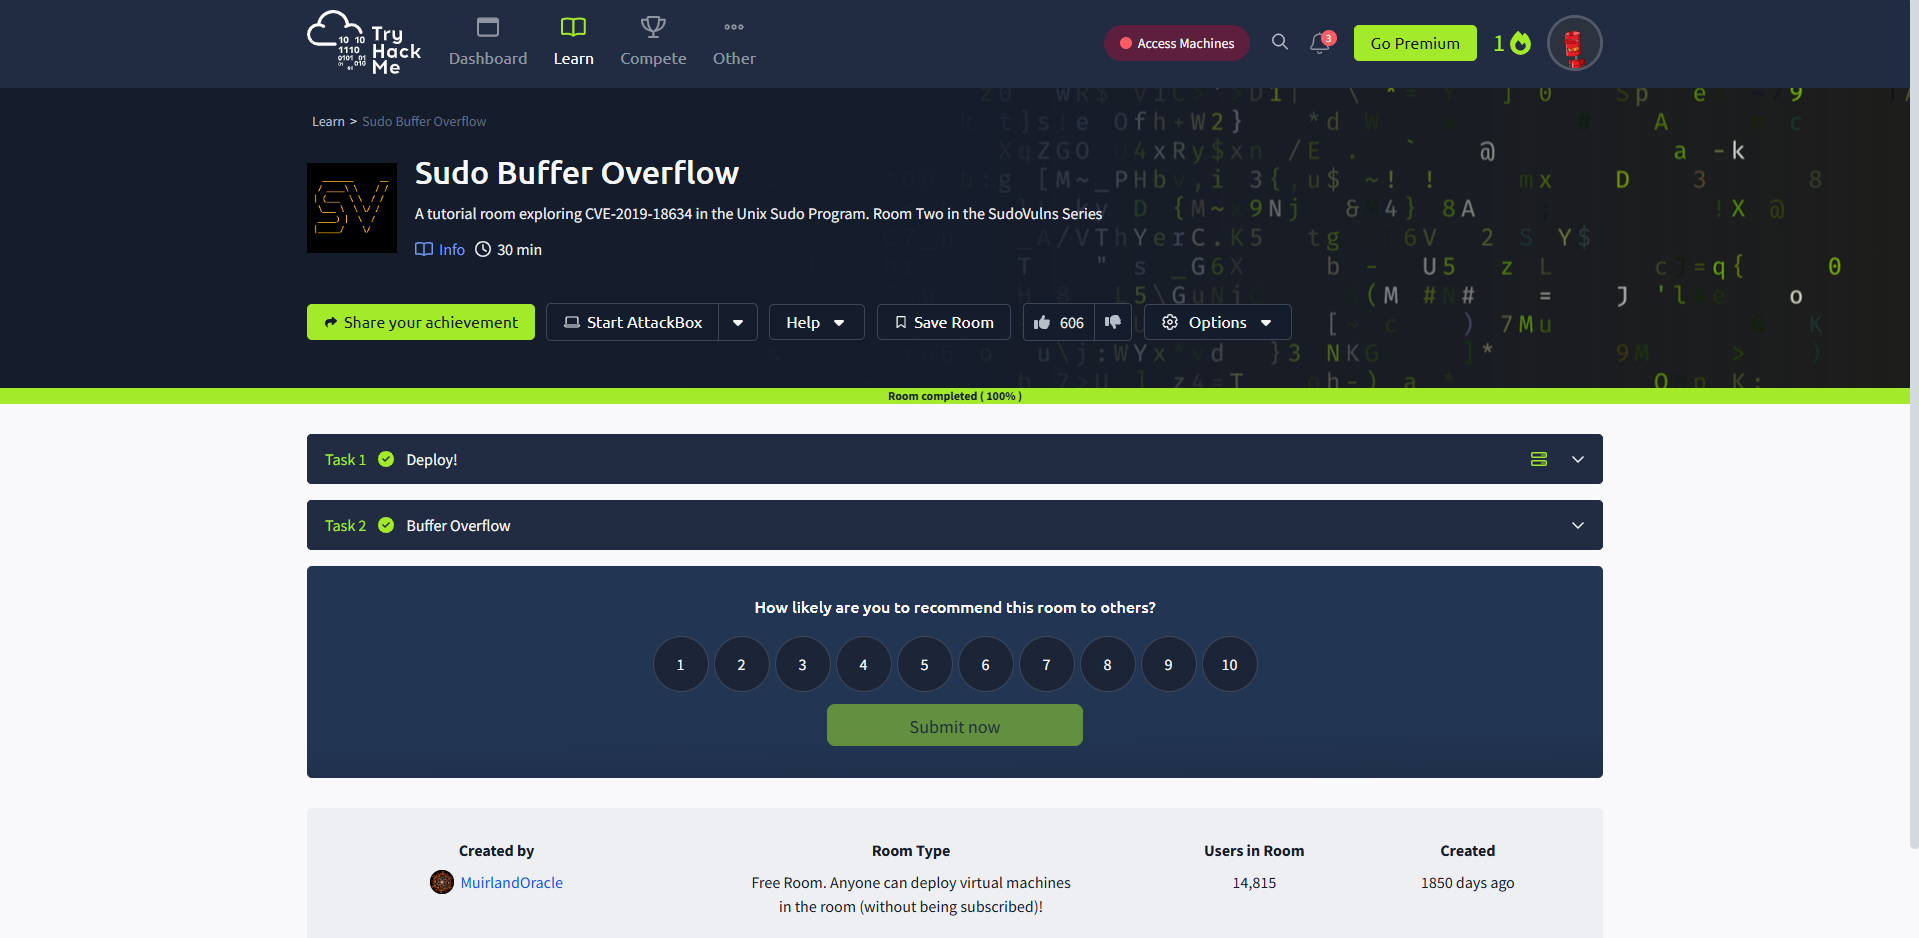 Try
Hack
Me
Dashboard
Learn
Compete
Other
Access Machines
3
Go Premium
1
Learn > Sudo Buffer Overflow
Sudo Buffer Overflow
A tutorial room exploring CVE-2019-18634 in the Unix Sudo Program. Room Two in the SudoVulns Series
Info
30 min
Share your achievement
Start AttackBox
Help
Save Room
606
Options
Room completed ( 100% )
Task 1 Deploy!
Task 2 Buffer Overflow
How likely are you to recommend this room to others?
1 2 3 4 5 6 7 8 9 10
Submit now
Created by
MuirlandOracle
Room Type
Free Room. Anyone can deploy virtual machines
in the room (without being subscribed)!
Users in Room
14,815
Created
1850 days ago